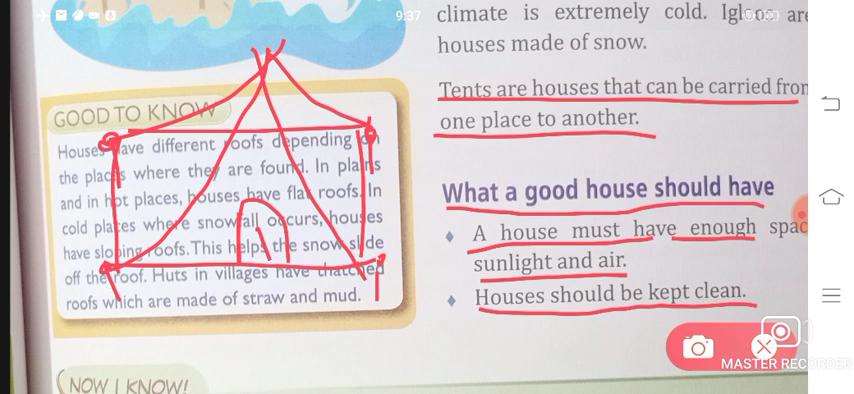 9:37
climate is extremely cold. Igloos are
houses made of snow.
Tents are houses that can be carried from
one place to another.
GOOD TO KNOW
Houses have different roofs depending on
the places where they are found. In plains
and in hot places, houses have flat roofs. In
cold places where snowfall occurs, houses
have sloping roofs. This helps the snow slide
off the roof. Huts in villages have thatched
roofs which are made of straw and mud.
What a good house should have
♦ A house must have enough spac
sunlight and air.
♦ Houses should be kept clean.
MASTER RECORDER
NOW I KNOW!